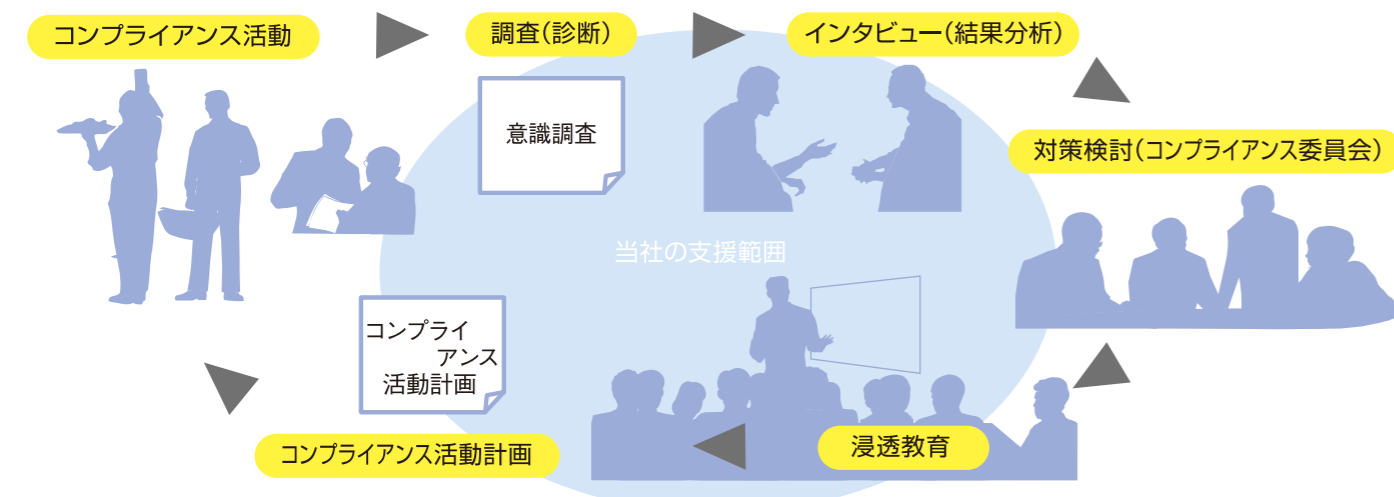 コンプライアンス活動
調査(診断)
インタビュー(結果分析)
意識調査
対策検討(コンプライアンス委員会)
当社の支援範囲
コンプライ
アンス
活動計画
コンプライアンス活動計画
浸透教育